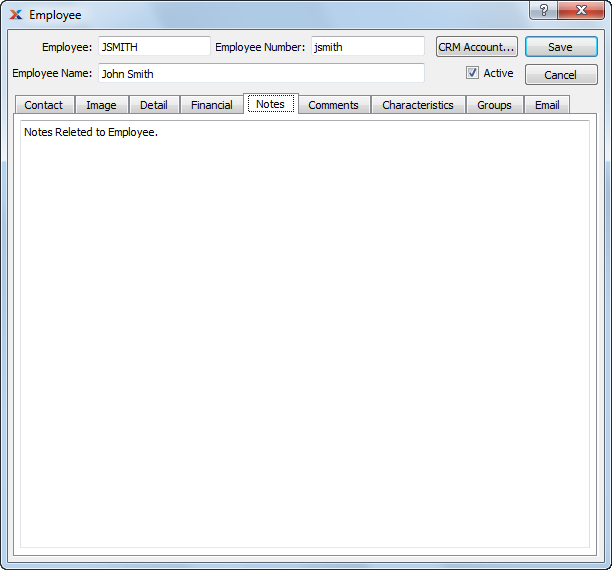 Employee
Employee: JSMITH Employee Number: jsmith CRM Account... Save
Employee Name: John Smith Active Cancel
Contact Image Detail Financial Notes Comments Characteristics Groups Email
Notes Releted to Employee.